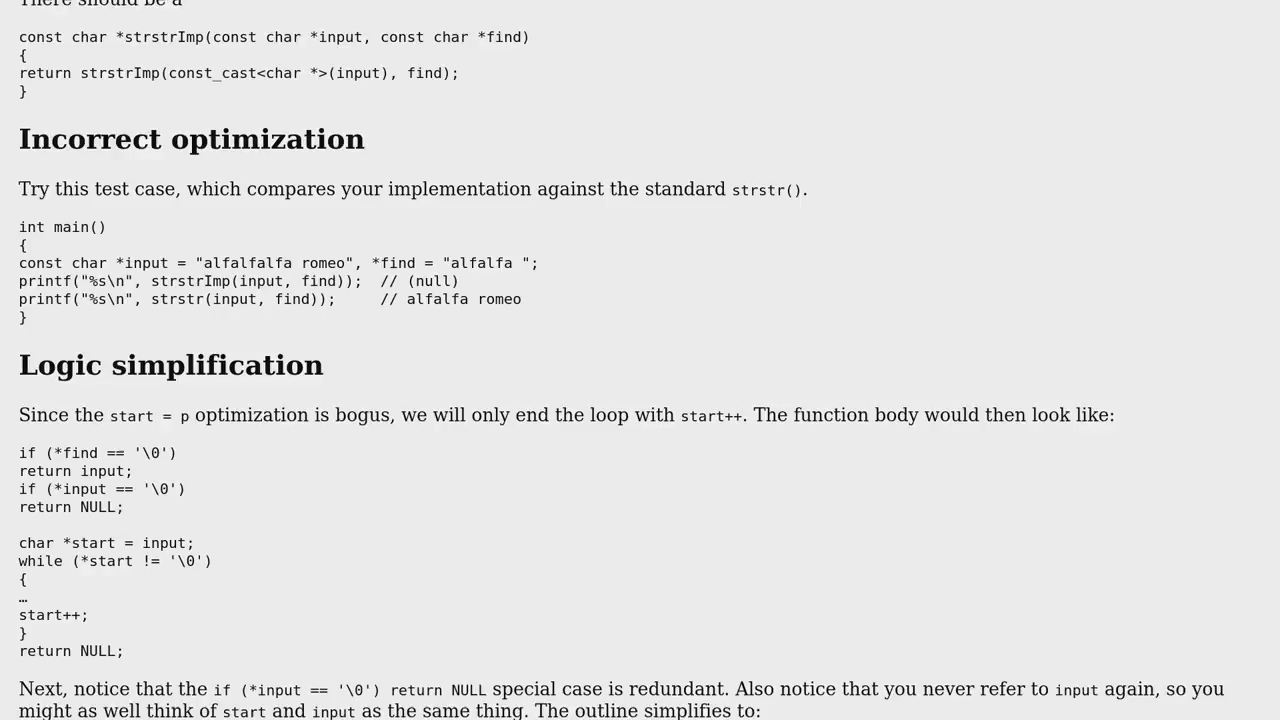 There should be a
const char *strstrImp(const char *input, const char *find)
{
return strstrImp(const_cast<char *>(input), find);
}
Incorrect optimization
Try this test case, which compares your implementation against the standard strstr().
int main()
{
const char *input = "alfalfalfa romeo", *find = "alfalfa ";
printf("%s\n", strstrImp(input, find));  // (null)
printf("%s\n", strstr(input, find));     // alfalfa romeo
}
Logic simplification
Since the start = p optimization is bogus, we will only end the loop with start++. The function body would then look like:
if (*find == '\0')
return input;
if (*input == '\0')
return NULL;
char *start = input;
while (*start != '\0')
{
…
start++;
}
return NULL;
Next, notice that the if (*input == '\0') return NULL special case is redundant. Also notice that you never refer to input again, so you
might as well think of start and input as the same thing. The outline simplifies to: